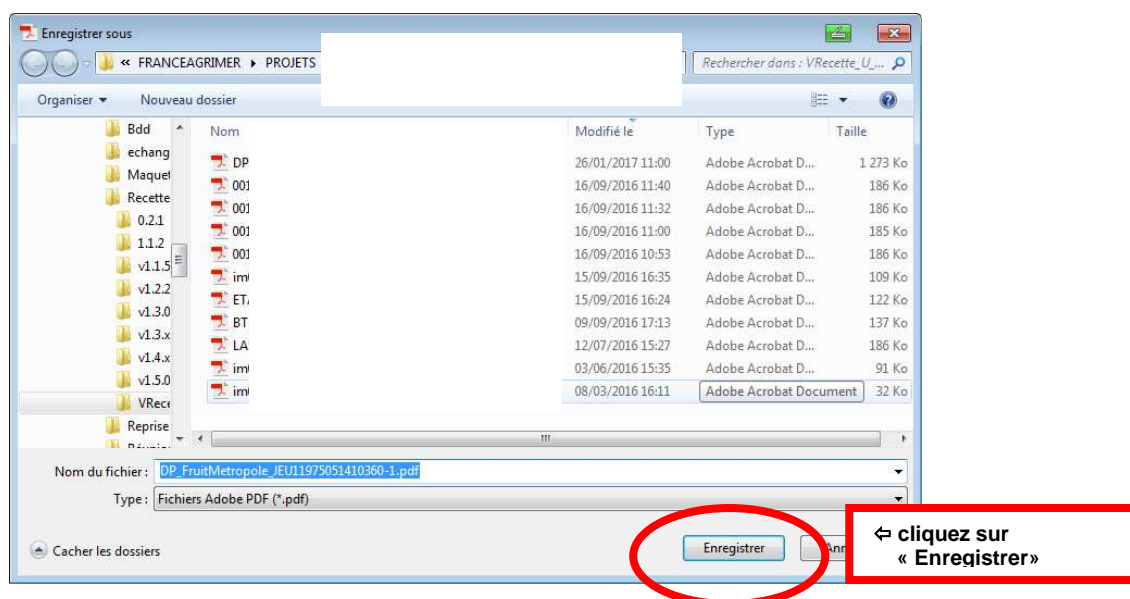 Enregistrer sous
« FRANCEAGRIMER PROJETS
Rechercher dans : VRecette_U_...
Organiser Nouveau dossier
Nom Modifié le Type Taille
Bdd
echang
Maquet
Recette
0.2.1
1.1.2
v1.1.5
v1.2.2
v1.3.0
v1.3.x
v1.4.x
v1.5.0
VRece
Reprise
DP 26/01/2017 11:00 Adobe Acrobat D... 1 273 Ko
001 16/09/2016 11:40 Adobe Acrobat D... 186 Ko
001 16/09/2016 11:32 Adobe Acrobat D... 186 Ko
001 16/09/2016 11:00 Adobe Acrobat D... 185 Ko
001 16/09/2016 10:53 Adobe Acrobat D... 186 Ko
im 15/09/2016 16:35 Adobe Acrobat D... 109 Ko
ET 15/09/2016 16:24 Adobe Acrobat D... 122 Ko
BT 09/09/2016 17:13 Adobe Acrobat D... 137 Ko
LA 12/07/2016 15:27 Adobe Acrobat D... 186 Ko
im 03/06/2016 15:35 Adobe Acrobat D... 91 Ko
im 08/03/2016 16:11 Adobe Acrobat Document 32 Ko
Nom du fichier : DP_FruitMetropole_JEU11975051410360-1.pdf
Type : Fichiers Adobe PDF (*.pdf)
Cacher les dossiers
Enregistrer Ann
⇦ cliquez sur
« Enregistrer»